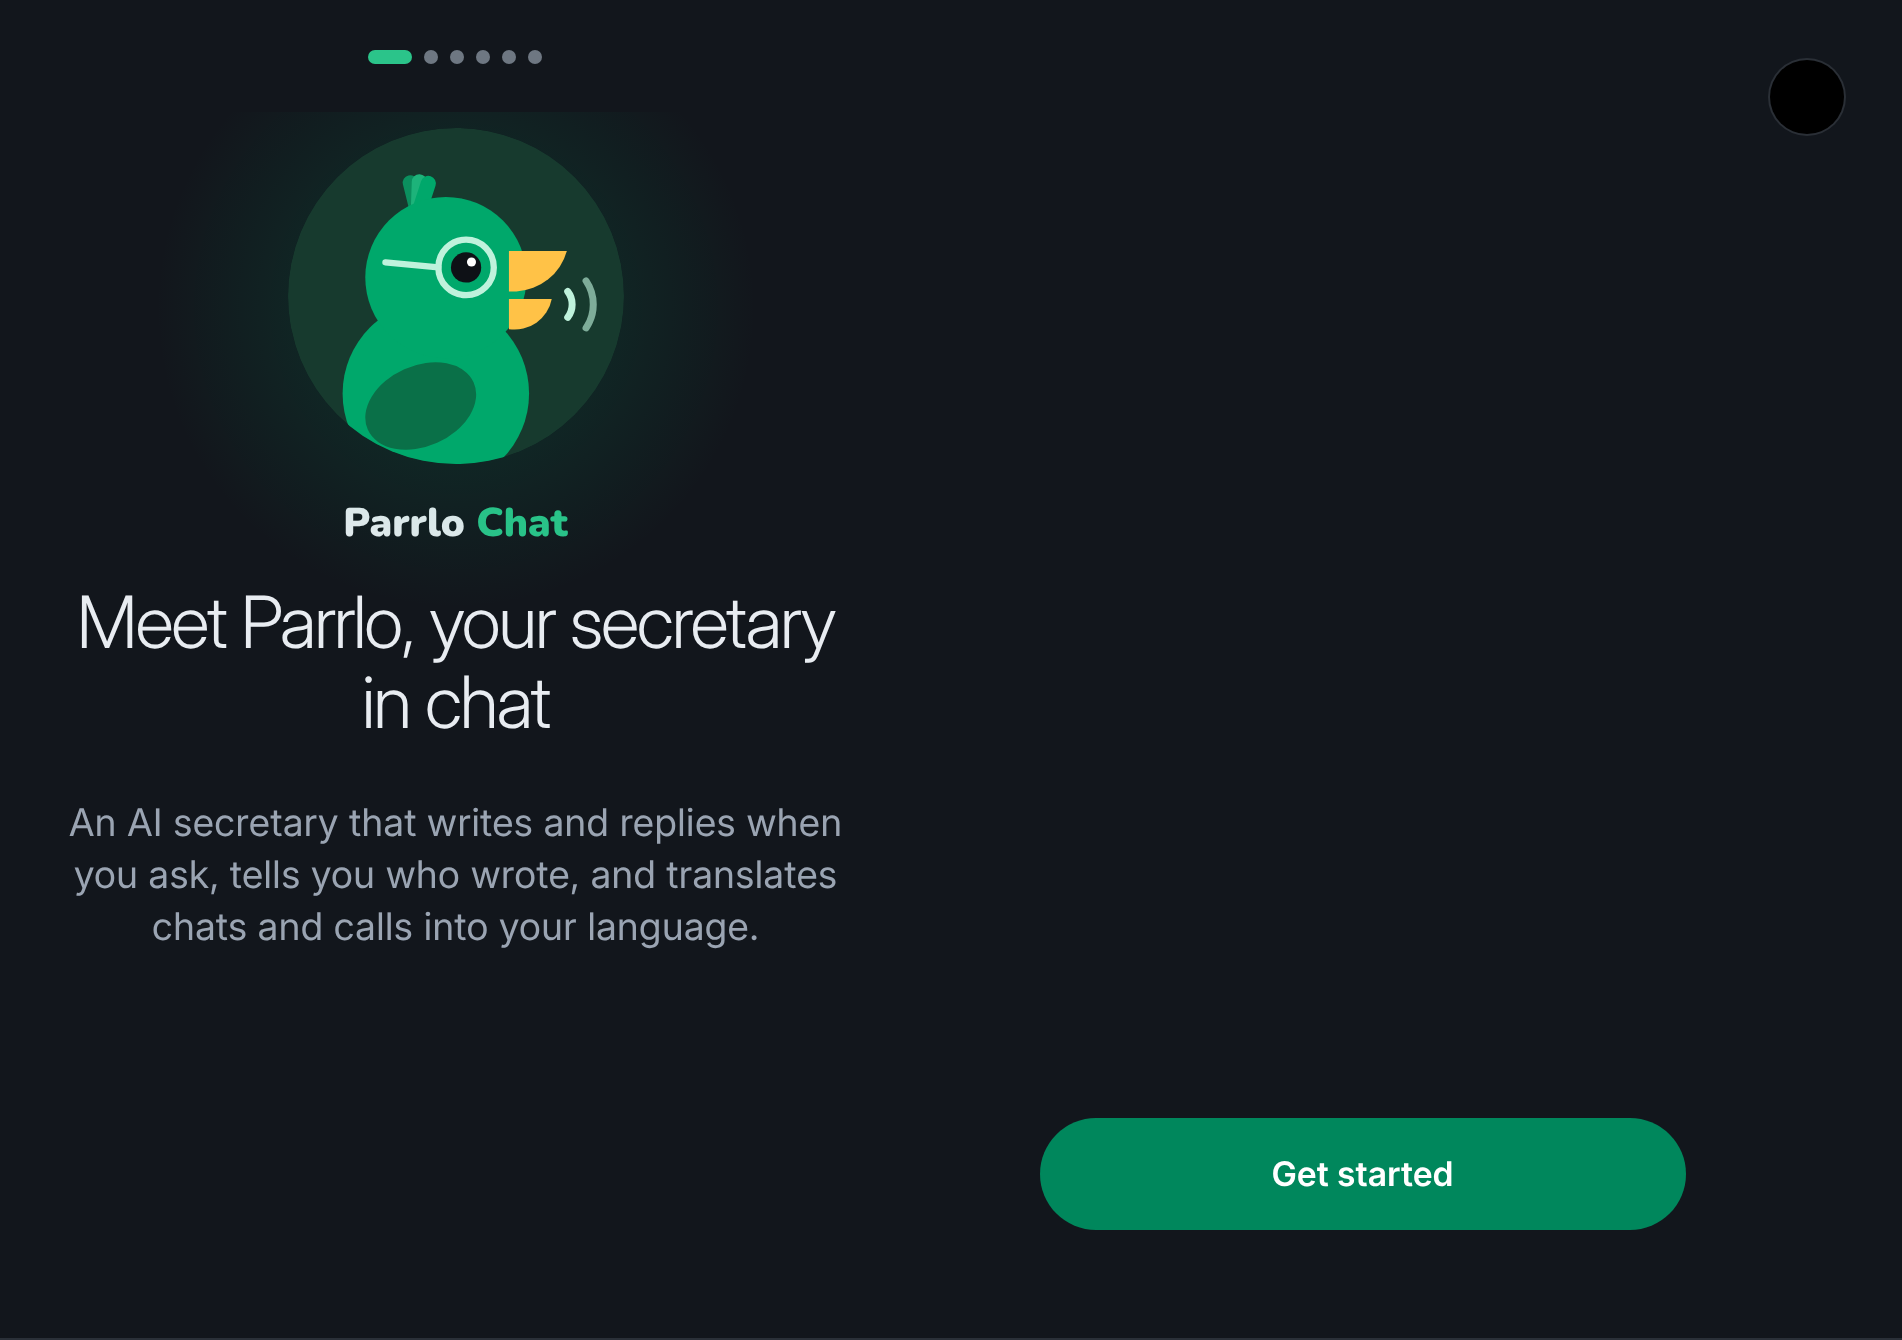 Parrlo Chat
Meet Parrlo, your secretary
in chat
An AI secretary that writes and replies when
you ask, tells you who wrote, and translates
chats and calls into your language.
Get started